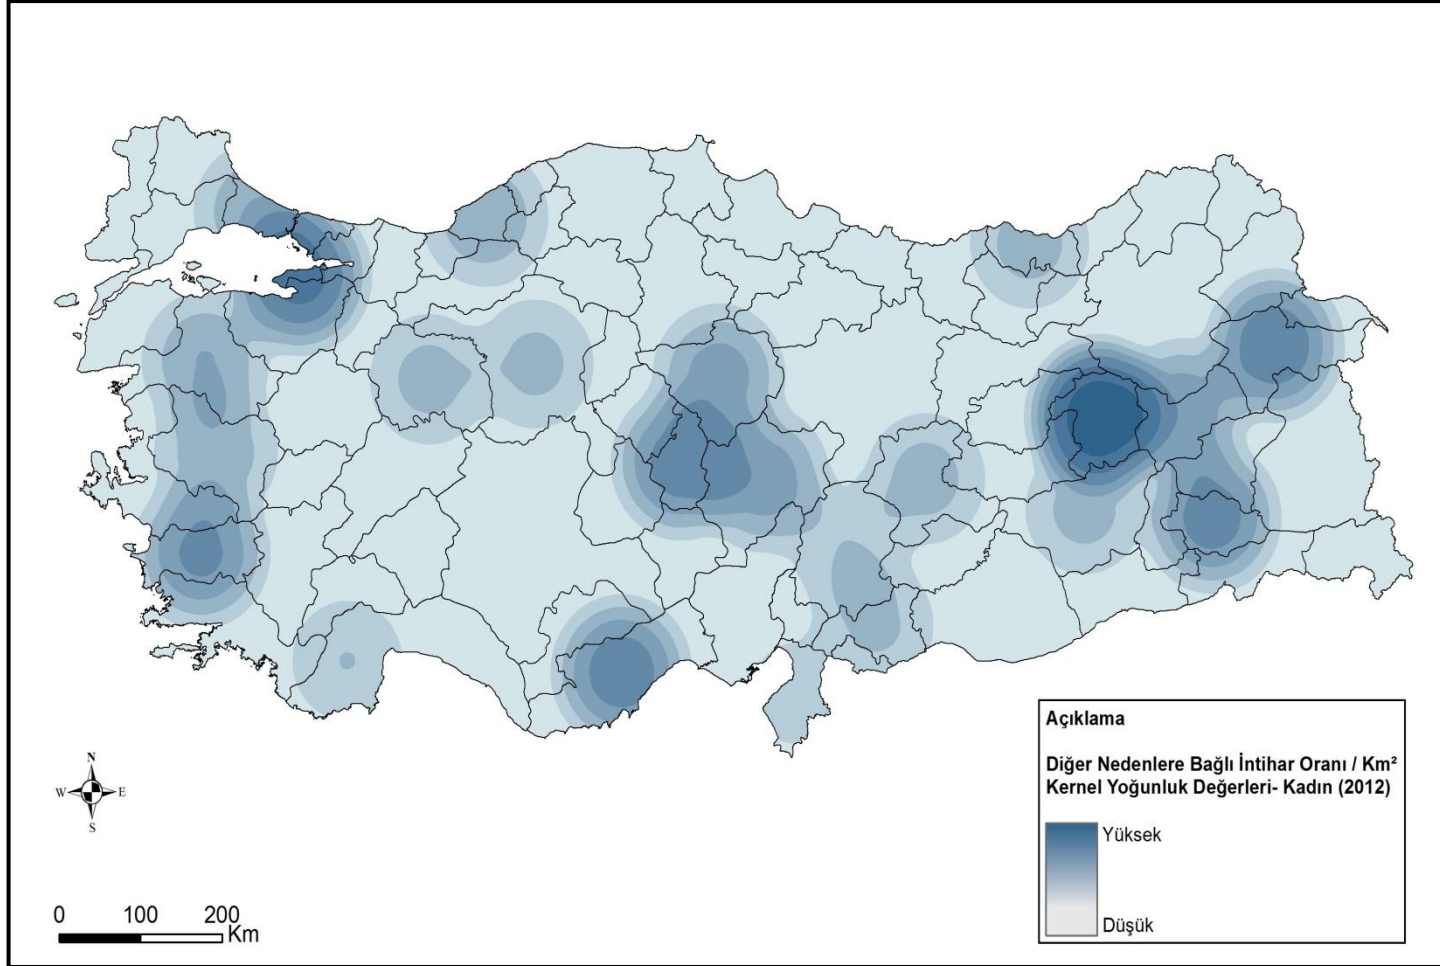 Açıklama
Diğer Nedenlere Bağlı İntihar Oranı / Km²
Kernel Yoğunluk Değerleri- Kadın (2012)
Yüksek
Düşük
N
W E
S
0 100 200
Km